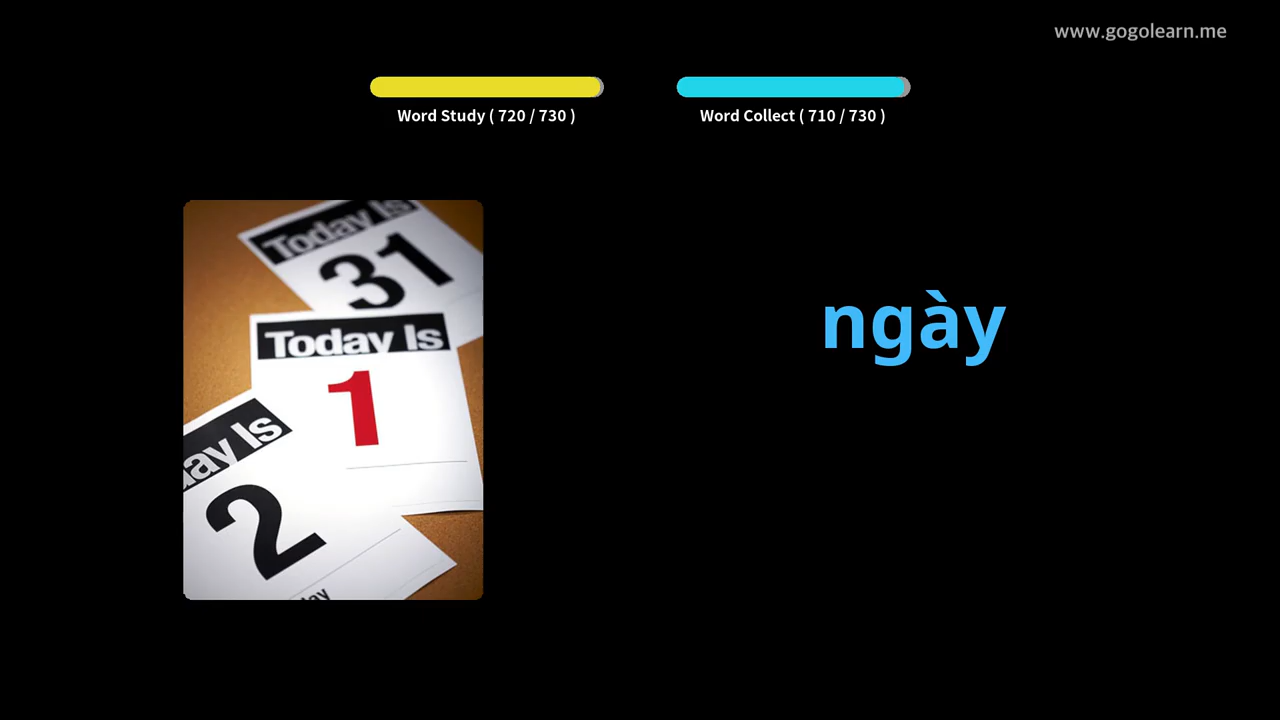 www.gogolearn.me
Word Study ( 720 / 730 )
Word Collect ( 710 / 730 )
Today Is
31
Today Is
1
ngày
ay Is
2
ay